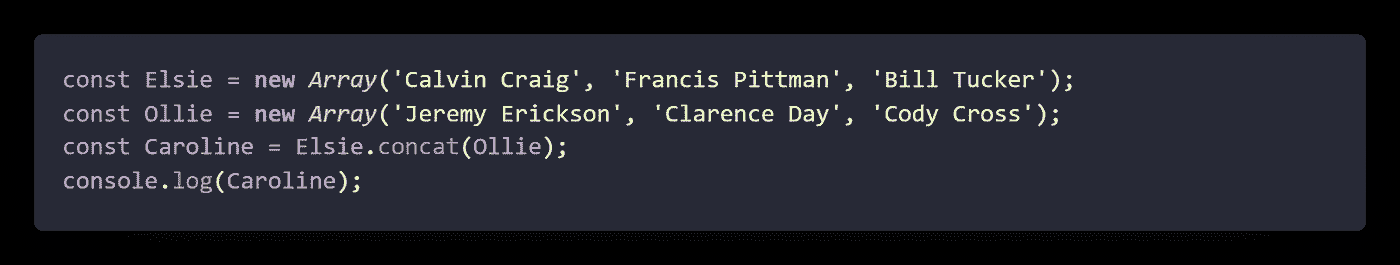 const Elsie = new Array('Calvin Craig', 'Francis Pittman', 'Bill Tucker');
const Ollie = new Array('Jeremy Erickson', 'Clarence Day', 'Cody Cross');
const Caroline = Elsie.concat(Ollie);
console.log(Caroline);